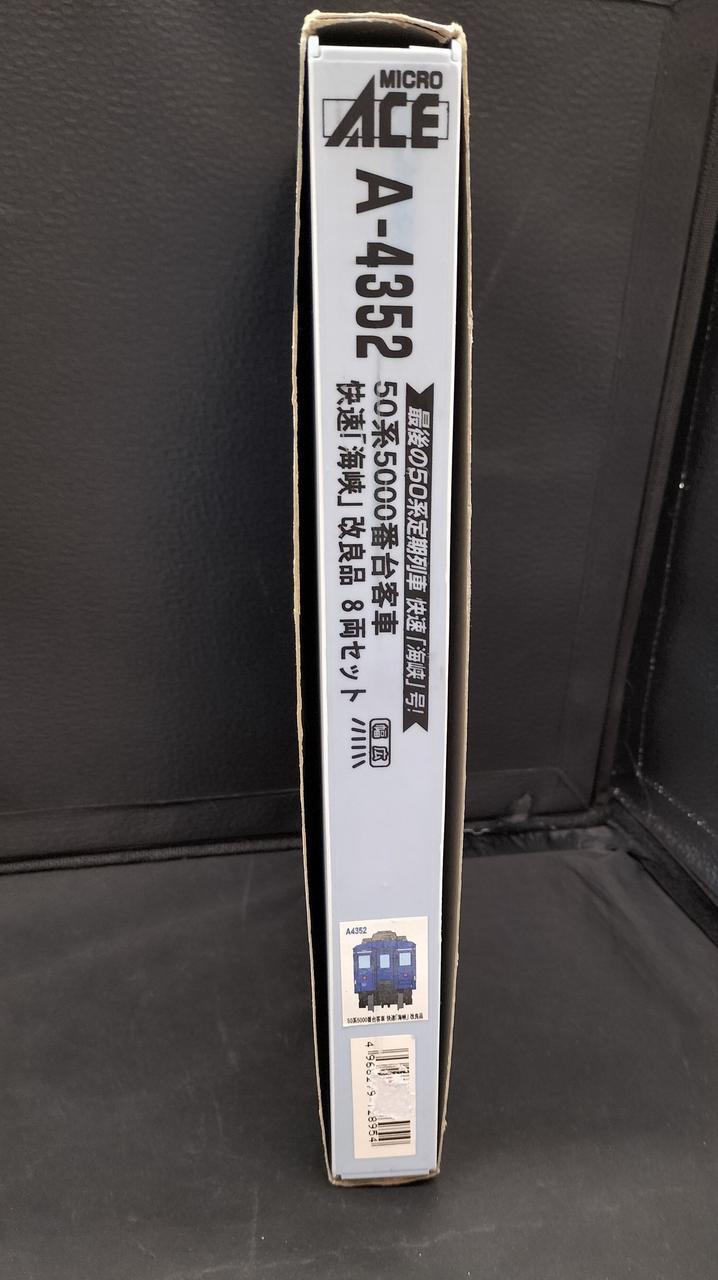 MICRO
ACE
A-4352
最後の50系定期列車 快速「海峡」号!
50系5000番台客車
快速「海峡」改良品 8両セット
幅広
A4352
50系5000番台客車 快速「海峡」改良品